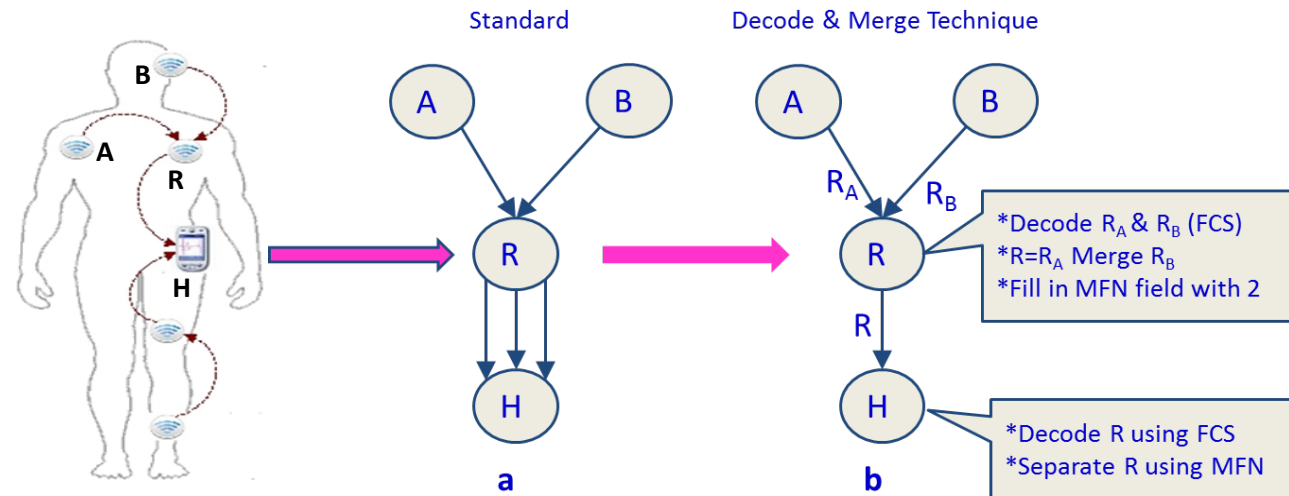 Standard
Decode & Merge Technique
B
A
R
H
A
B
R
H
a
A
B
R_A
R_B
R
R
H
b
*Decode R_A & R_B (FCS)
*R=R_A Merge R_B
*Fill in MFN field with 2
*Decode R using FCS
*Separate R using MFN